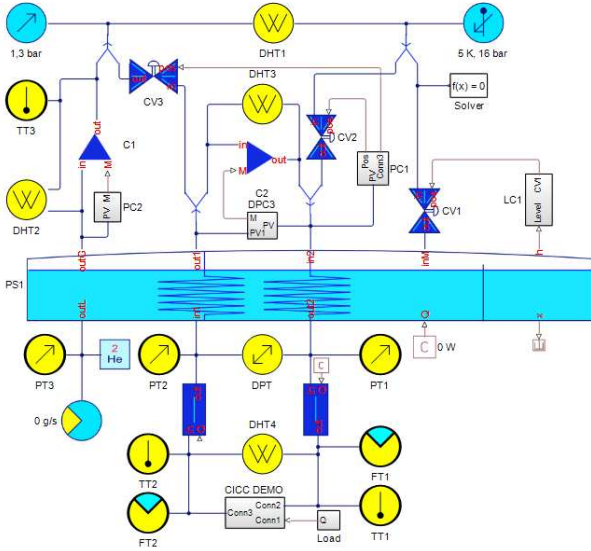 1,3 bar
DHT1
5 K, 16 bar
DHT3
out
in
CV3
f(x) = 0
Solver
TT3
C1
out
in
M
in
M
out
pos
CV2
Pos
PV
Conn3
PC1
pos
CV1
CV1
Level
LC1
DHT2
PV M
PC2
C2
DPC3
M
PV
PV1
outG
out1
in2
inM
h
PS1
outL
in1
out2
Q
x
PT3
2
He
PT2
DPT
C
PT1
C
0 W
0 g/s
DHT4
TT2
FT1
CICC DEMO
Conn3
Conn2
Conn1
Q
Load
FT2
TT1